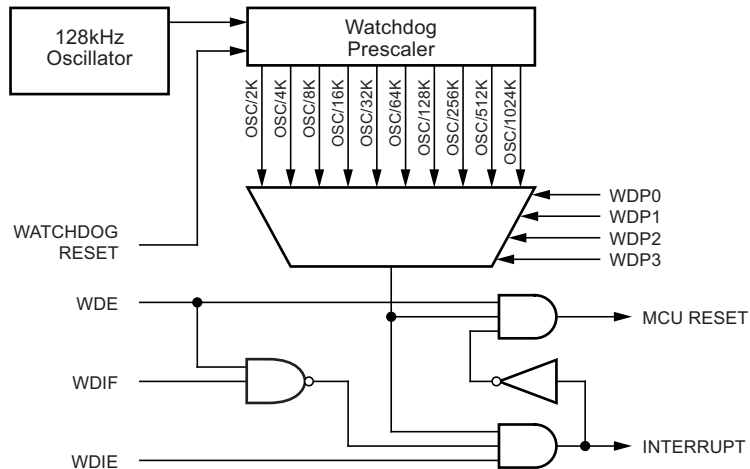 128kHz
Oscillator
Watchdog
Prescaler
OSC/2K
OSC/4K
OSC/8K
OSC/16K
OSC/32K
OSC/64K
OSC/128K
OSC/256K
OSC/512K
OSC/1024K
WDP0
WDP1
WDP2
WDP3
WATCHDOG
RESET
WDE
MCU RESET
WDIF
WDIE
INTERRUPT